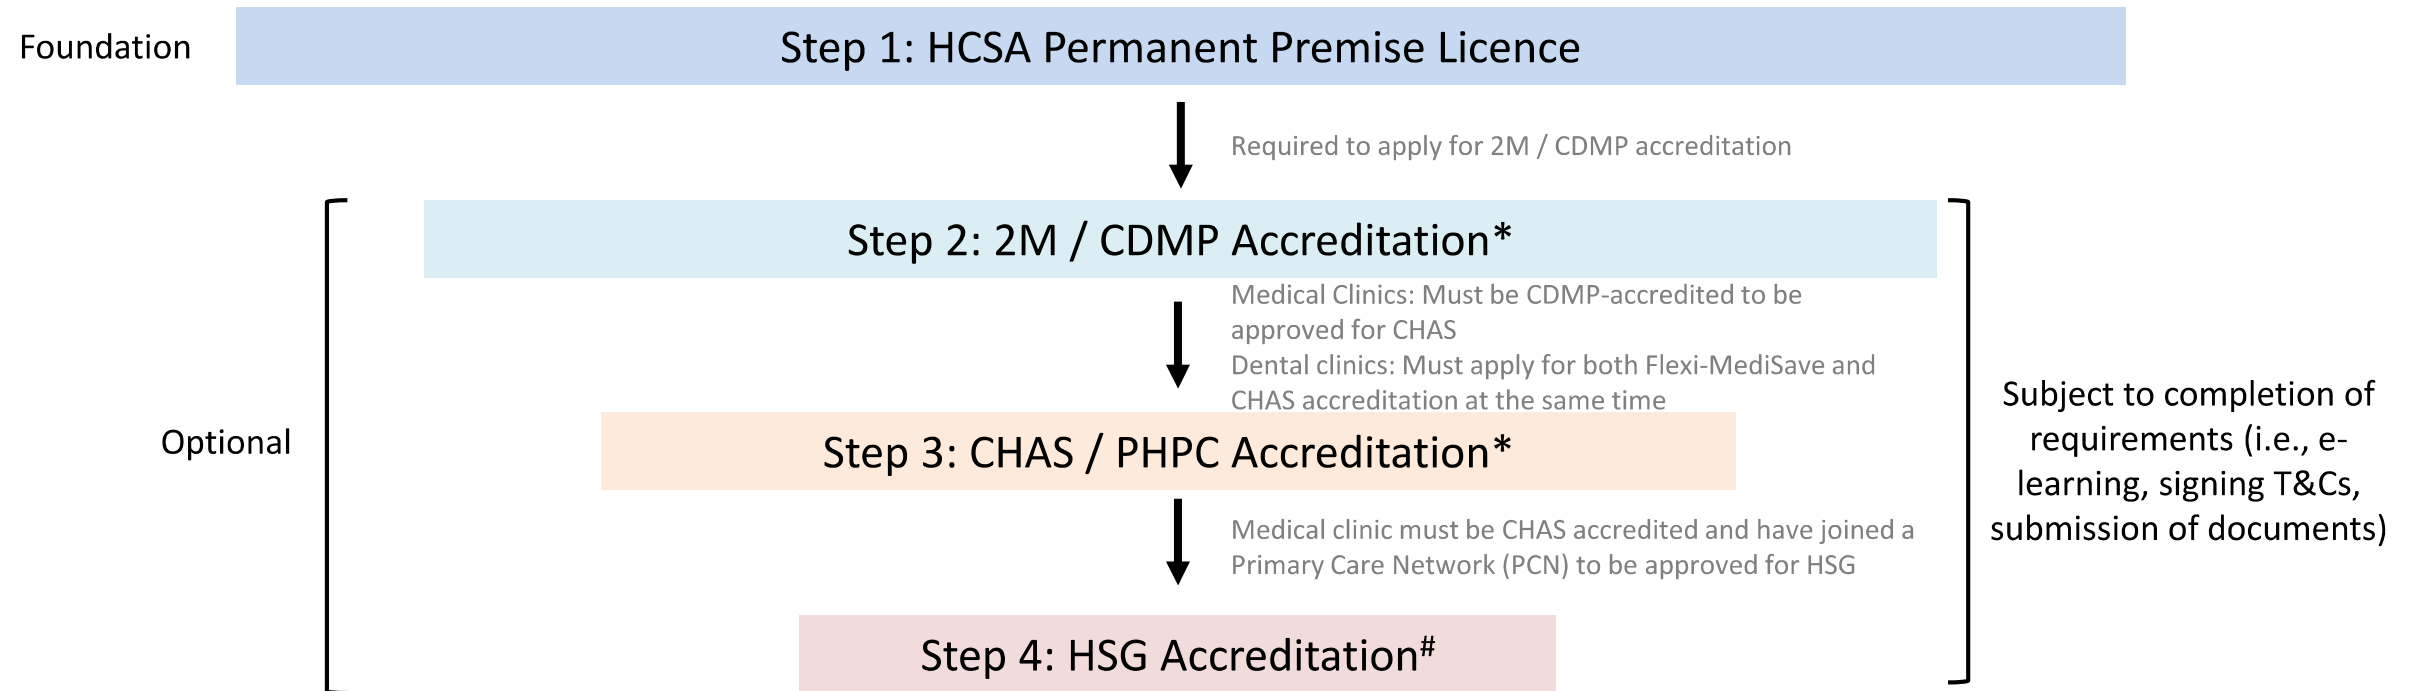 Foundation
Step 1: HCSA Permanent Premise Licence
Required to apply for 2M / CDMP accreditation
Step 2: 2M / CDMP Accreditation*
Medical Clinics: Must be CDMP-accredited to be
approved for CHAS
Dental clinics: Must apply for both Flexi-MediSave and
CHAS accreditation at the same time
Optional
Step 3: CHAS / PHPC Accreditation*
Medical clinic must be CHAS accredited and have joined a
Primary Care Network (PCN) to be approved for HSG
Step 4: HSG Accreditation#
Subject to completion of
requirements (i.e., e-
learning, signing T&Cs,
submission of documents)